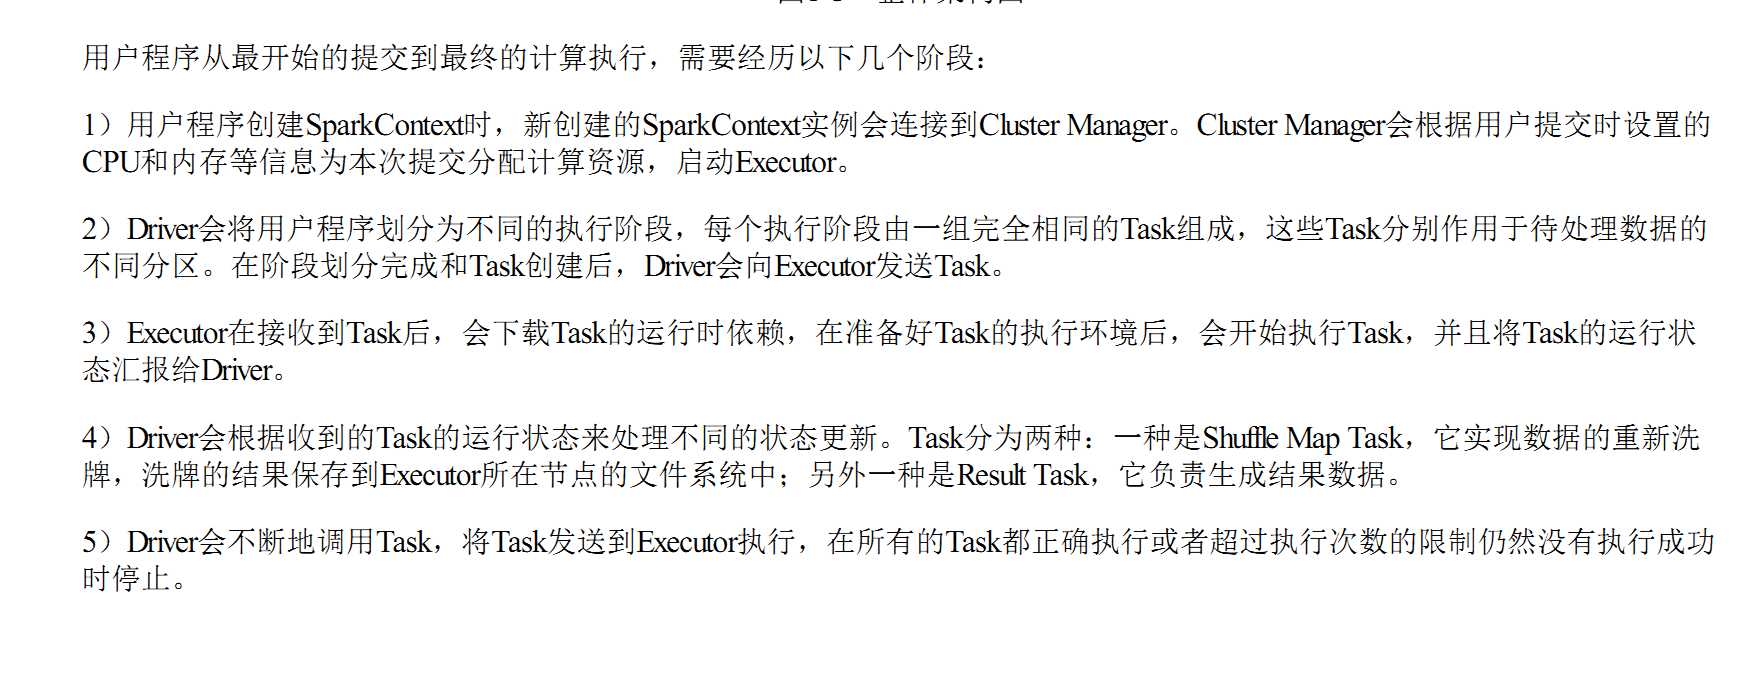 用户程序从最开始的提交到最终的计算执行，需要经历以下几个阶段：
1）用户程序创建SparkContext时，新创建的SparkContext实例会连接到Cluster Manager。Cluster Manager会根据用户提交时设置的
CPU和内存等信息为本次提交分配计算资源，启动Executor。
2）Driver会将用户程序划分为不同的执行阶段，每个执行阶段由一组完全相同的Task组成，这些Task分别作用于待处理数据的
不同分区。在阶段划分完成和Task创建后，Driver会向Executor发送Task。
3）Executor在接收到Task后，会下载Task的运行时依赖，在准备好Task的执行环境后，会开始执行Task，并且将Task的运行状
态汇报给Driver。
4）Driver会根据收到的Task的运行状态来处理不同的状态更新。Task分为两种：一种是Shuffle Map Task，它实现数据的重新洗
牌，洗牌的结果保存到Executor所在节点的文件系统中；另外一种是Result Task，它负责生成结果数据。
5）Driver会不断地调用Task，将Task发送到Executor执行，在所有的Task都正确执行或者超过执行次数的限制仍然没有执行成功
时停止。